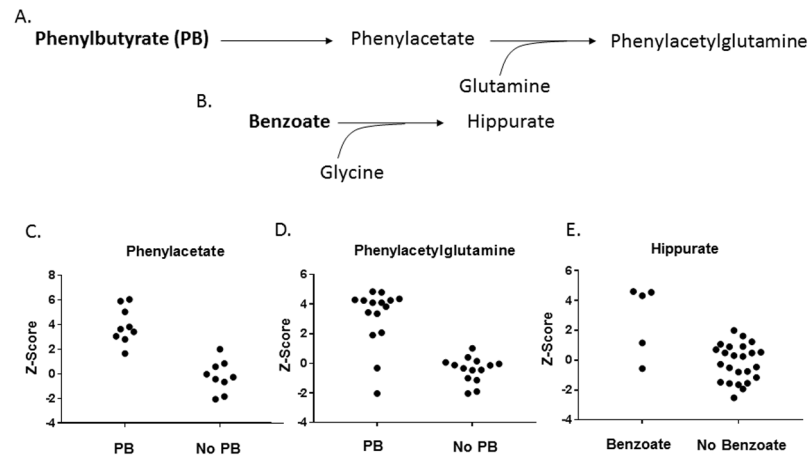 A.
Phenylbutyrate (PB) Phenylacetate Phenylacetylglutamine
Glutamine
B.
Benzoate Hippurate
Glycine
C. D. E.
Phenylacetate Phenylacetylglutamine Hippurate
Z-Score
8
6
4
2
0
-2
-4
PB No PB
Z-Score
6
4
2
0
-2
-4
PB No PB
Z-Score
6
4
2
0
-2
-4
Benzoate No Benzoate